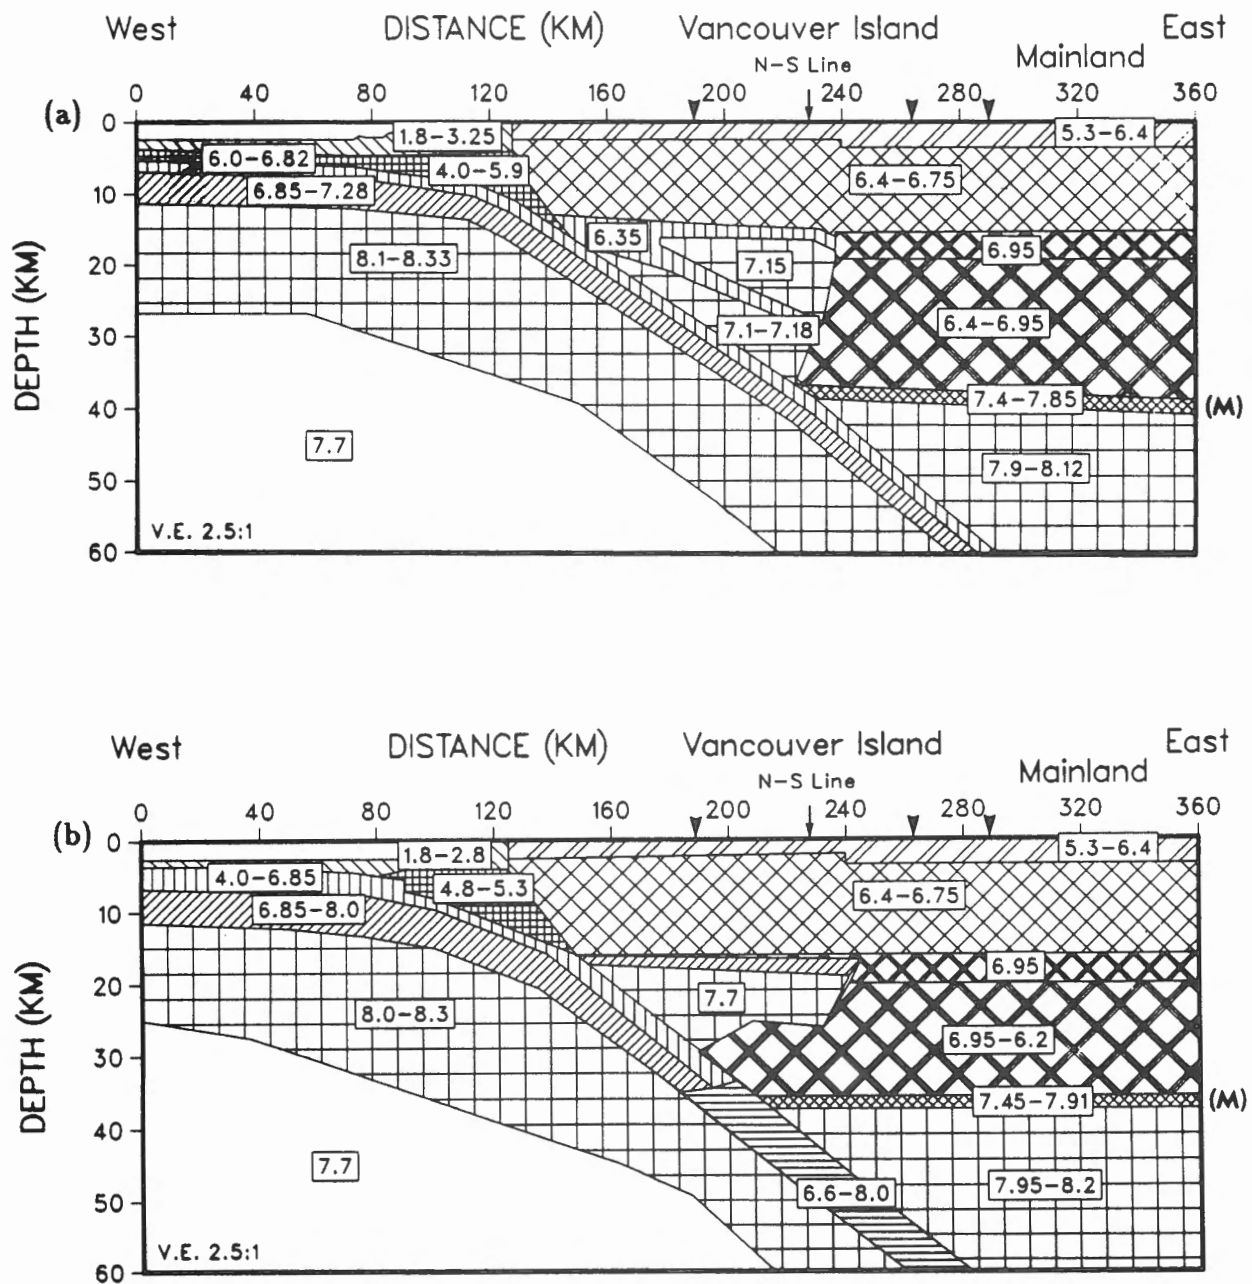 West DISTANCE (KM) Vancouver Island East
N-S Line Mainland
(a) 0 40 80 120 160 200 240 280 320 360
0
1.8-3.25 5.3-6.4
6.0-6.82 4.0-5.9 6.4-6.75
10 6.85-7.28
6.35 6.95
8.1-8.33 7.15
20
DEPTH (KM)
30 7.1-7.18 6.4-6.95
40 7.4-7.85 (M)
7.7 7.9-8.12
50
V.E. 2.5:1
60
West DISTANCE (KM) Vancouver Island East
N-S Line Mainland
0 40 80 120 160 200 240 280 320 360
(b) 0
1.8-2.8 5.3-6.4
4.0-6.85 4.8-5.3 6.4-6.75
10 6.85-8.0
6.95
20 7.7
8.0-8.3 6.95-6.2
DEPTH (KM)
30
7.45-7.91 (M)
40
7.7 6.6-8.0 7.95-8.2
50
V.E. 2.5:1
60